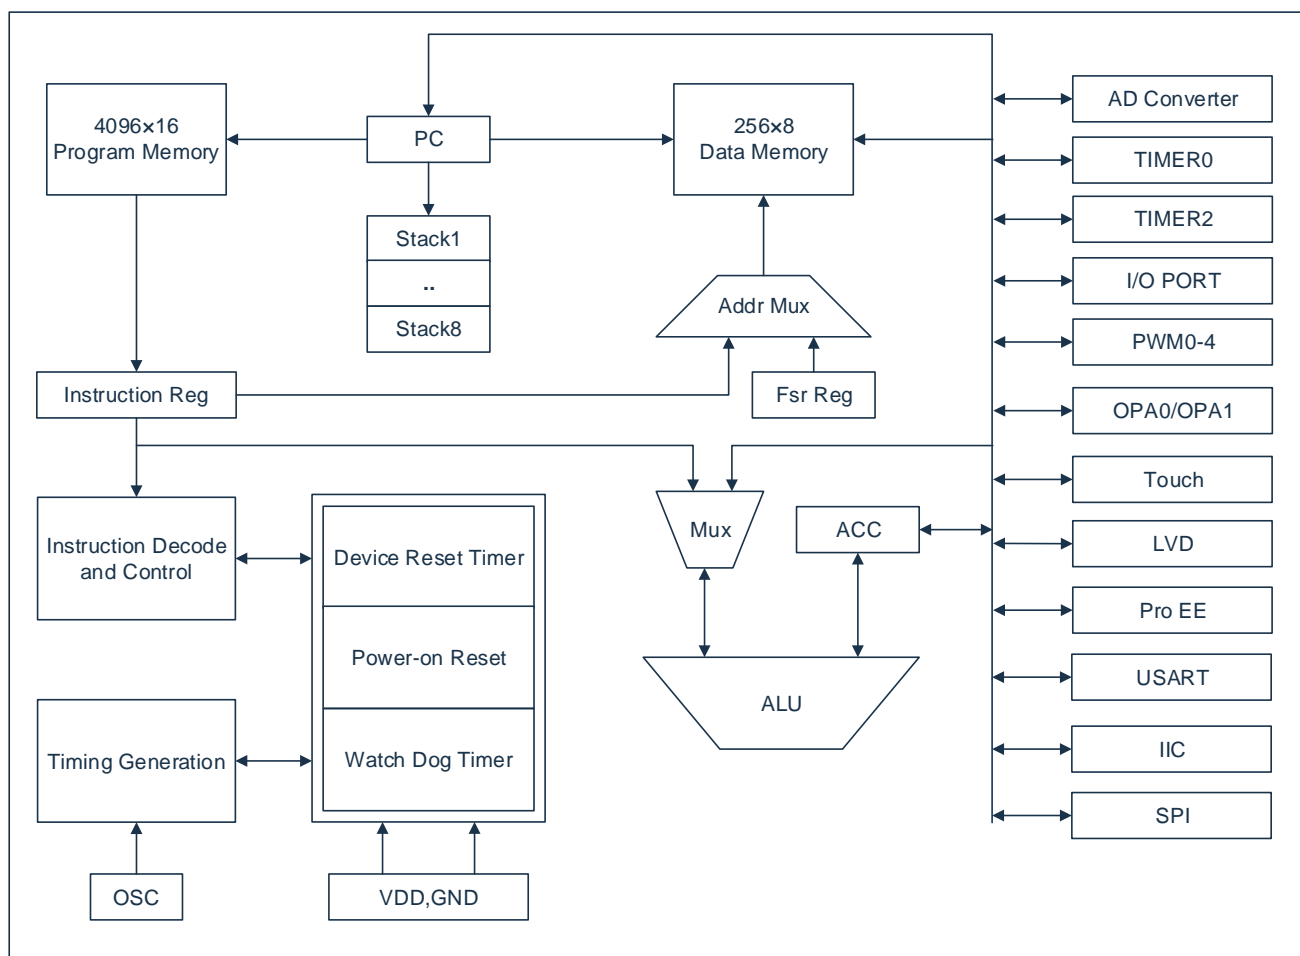 4096×16
Program Memory
PC
256×8
Data Memory
Stack1
..
Stack8
Addr Mux
Instruction Reg
Fsr Reg
Instruction Decode
and Control
Device Reset Timer
Power-on Reset
Watch Dog Timer
Timing Generation
OSC
VDD,GND
Mux
ACC
ALU
AD Converter
TIMER0
TIMER2
I/O PORT
PWM0-4
OPA0/OPA1
Touch
LVD
Pro EE
USART
IIC
SPI